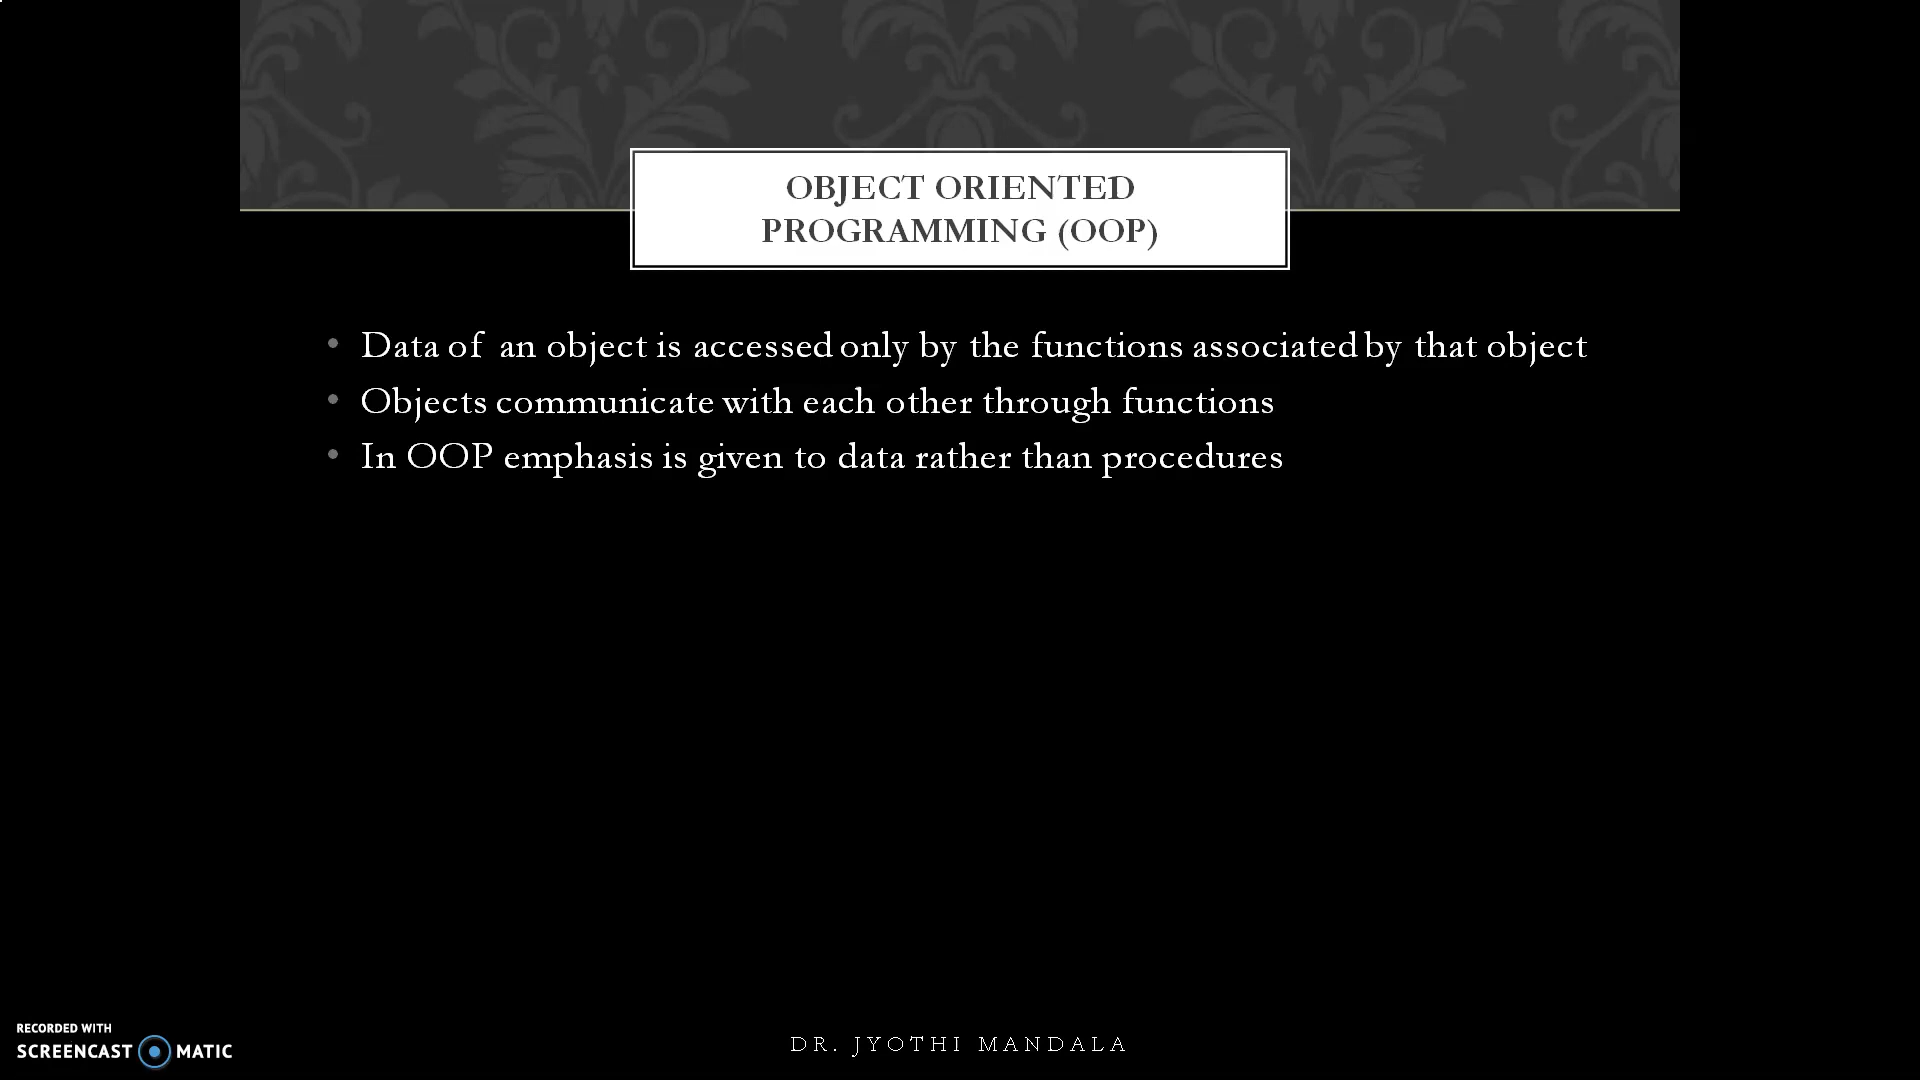 OBJECT ORIENTED
PROGRAMMING (OOP)
• Data of an object is accessed only by the functions associated by that object
• Objects communicate with each other through functions
• In OOP emphasis is given to data rather than procedures
RECORDED WITH
SCREENCAST MATIC
DR. JYOTHI MANDALA